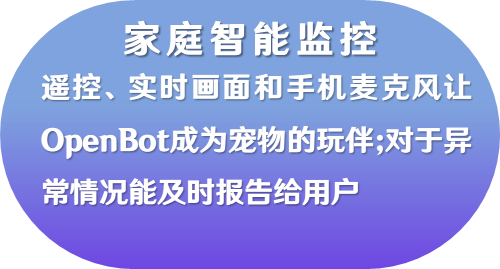 家庭智能监控
遥控、实时画面和手机麦克风让
OpenBot成为宠物的玩伴;对于异
常情况能及时报告给用户